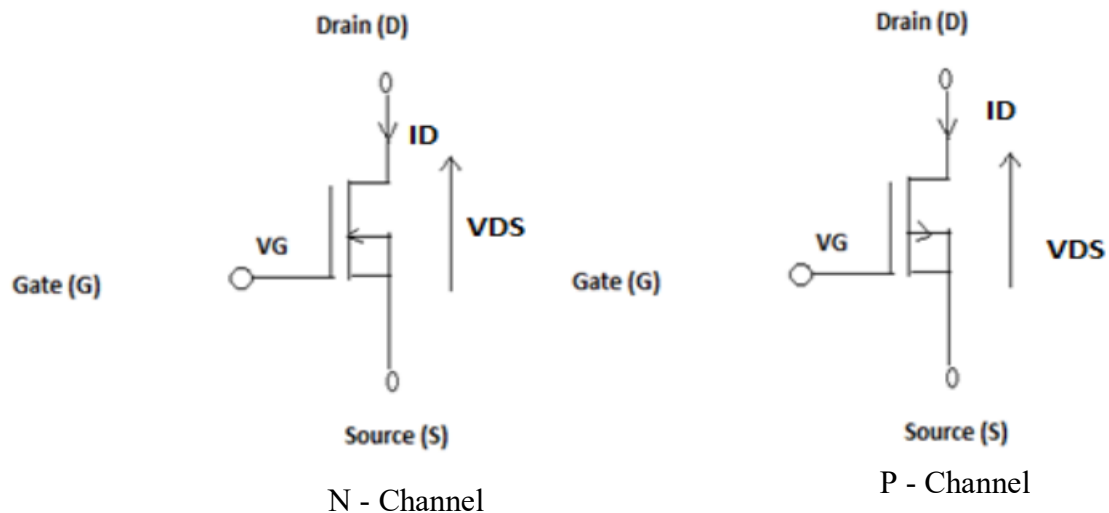 Drain (D)
ID
VDS
VG
Gate (G)
Source (S)
N - Channel
Drain (D)
ID
VDS
VG
Gate (G)
Source (S)
P - Channel